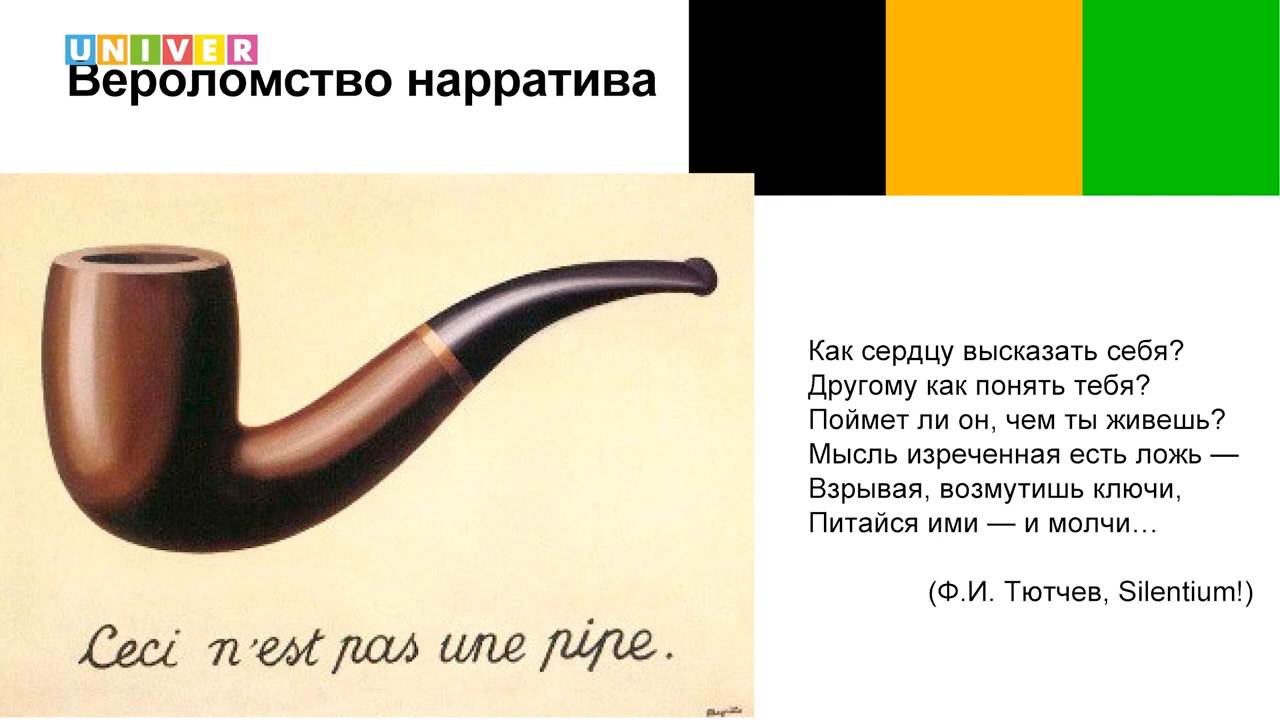 UNIVER
Вероломство нарратива
Как сердцу высказать себя?
Другому как понять тебя?
Поймет ли он, чем ты живешь?
Мысль изреченная есть ложь —
Взрывая, возмутишь ключи,
Питайся ими — и молчи…
(Ф.И. Тютчев, Silentium!)
Ceci n'est pas une pipe.